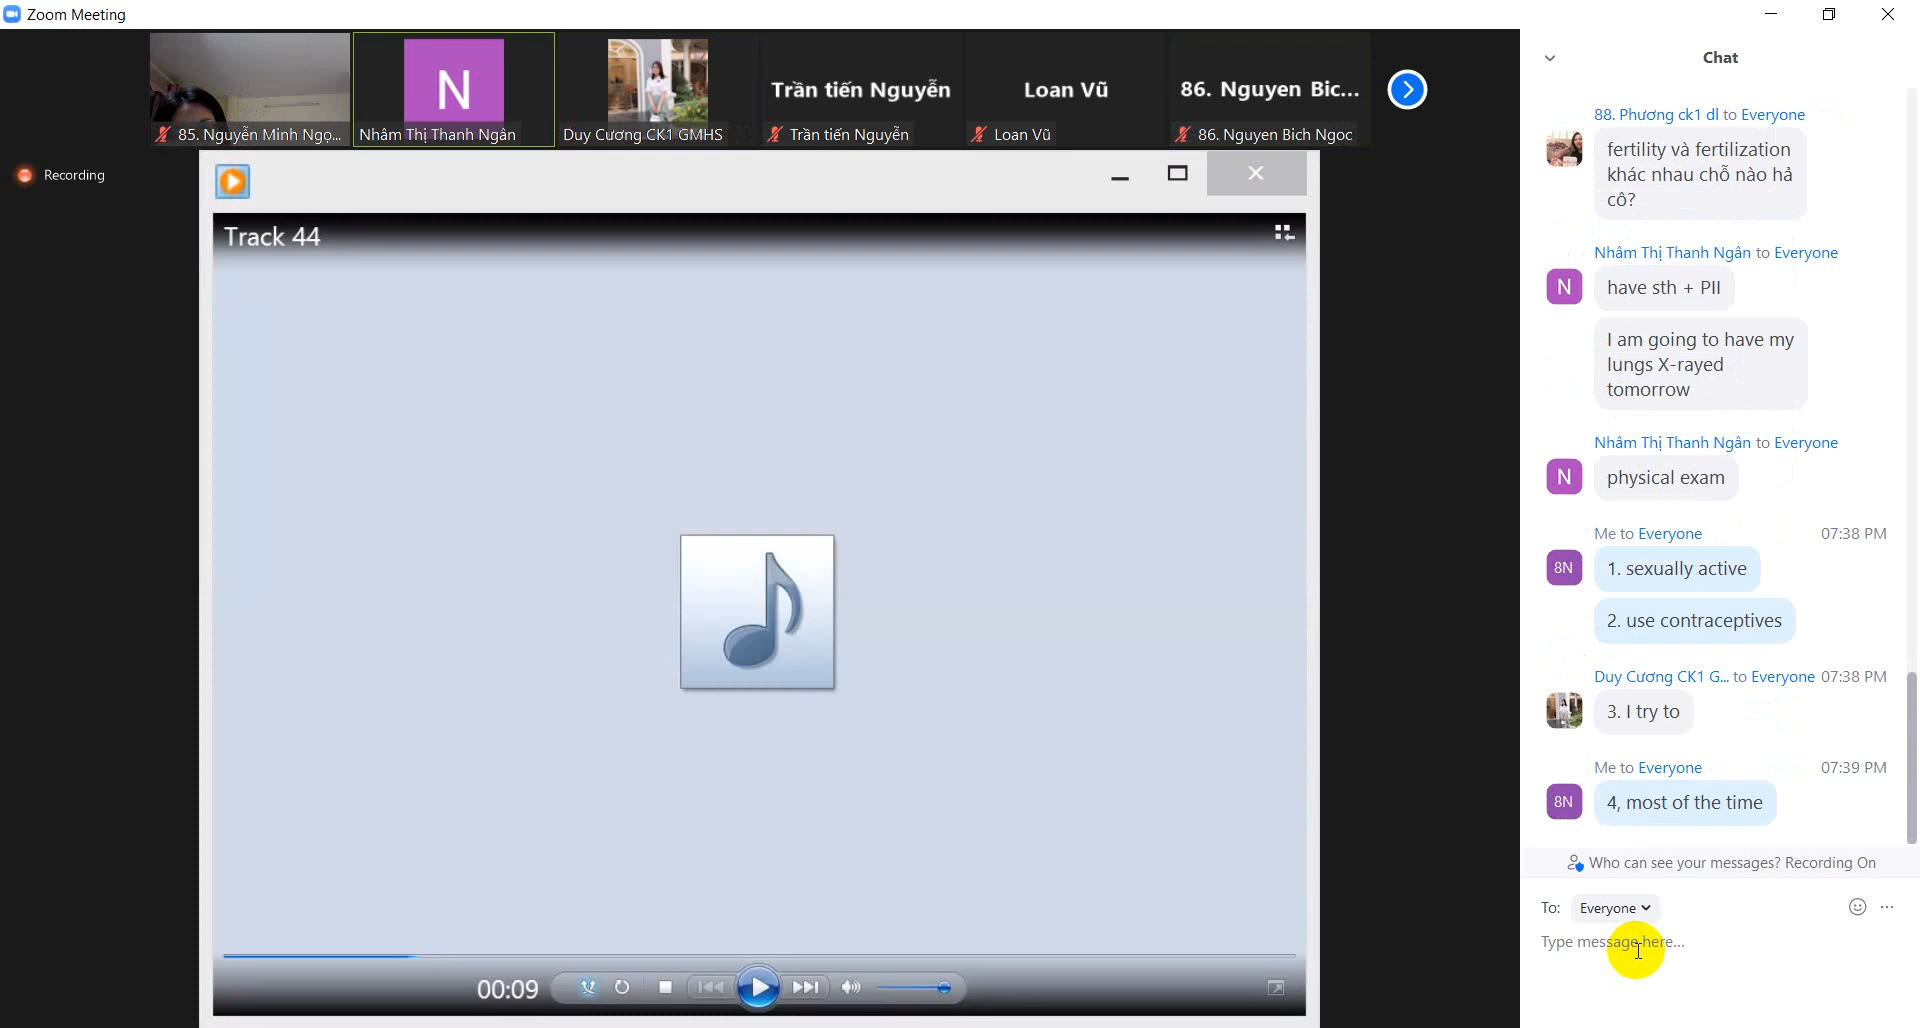 Zoom Meeting
N
Trần tiến Nguyễn
Loan Vũ
86. Nguyen Bic...
85. Nguyễn Minh Ngọ...
Nhâm Thị Thanh Ngân
Duy Cương CK1 GMHS
Trần tiến Nguyễn
Loan Vũ
86. Nguyen Bich Ngoc
Recording
Track 44
00:09
Chat
88. Phương ck1 dl to Everyone
fertility và fertilization
khác nhau chỗ nào hả
cô?
Nhâm Thị Thanh Ngân to Everyone
N
have sth + PII
I am going to have my
lungs X-rayed
tomorrow
Nhâm Thị Thanh Ngân to Everyone
N
physical exam
Me to Everyone 07:38 PM
8N
1. sexually active
2. use contraceptives
Duy Cương CK1 G... to Everyone 07:38 PM
3. I try to
Me to Everyone 07:39 PM
8N
4, most of the time
Who can see your messages? Recording On
To: Everyone
Type message here...